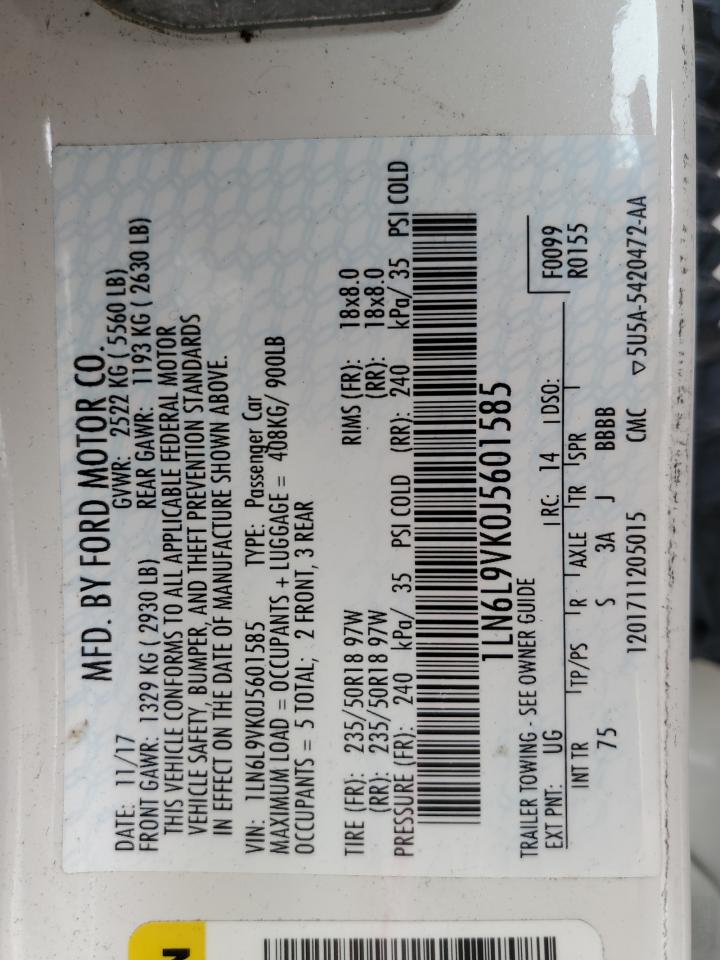 MFD. BY FORD MOTOR CO.
DATE: 11/17 GVWR: 2522 KG ( 5560 LB)
FRONT GAWR: 1329 KG ( 2930 LB) REAR GAWR: 1193 KG ( 2630 LB)
THIS VEHICLE CONFORMS TO ALL APPLICABLE FEDERAL MOTOR
VEHICLE SAFETY, BUMPER, AND THEFT PREVENTION STANDARDS
IN EFFECT ON THE DATE OF MANUFACTURE SHOWN ABOVE.
VIN: 1LN6L9VK0J5601585 TYPE: Passenger Car
MAXIMUM LOAD = OCCUPANTS + LUGGAGE = 408KG/ 900LB
OCCUPANTS = 5 TOTAL; 2 FRONT, 3 REAR
TIRE (FR): 235/50R18 97W RIMS (FR): 18x8.0
(RR): 235/50R18 97W (RR): 18x8.0
PRESSURE (FR): 240 kPa/ 35 PSI COLD (RR): 240 kPa/ 35 PSI COLD
1LN6L9VK0J5601585
TRAILER TOWING - SEE OWNER GUIDE F0099
EXT PNT: UG RC: 14 DSO: R0155
INT TR TP/PS R AXLE TR SPR
75 S 3A J BBBB
1201711205015 CMC ▽5U5A-5420472-AA
N